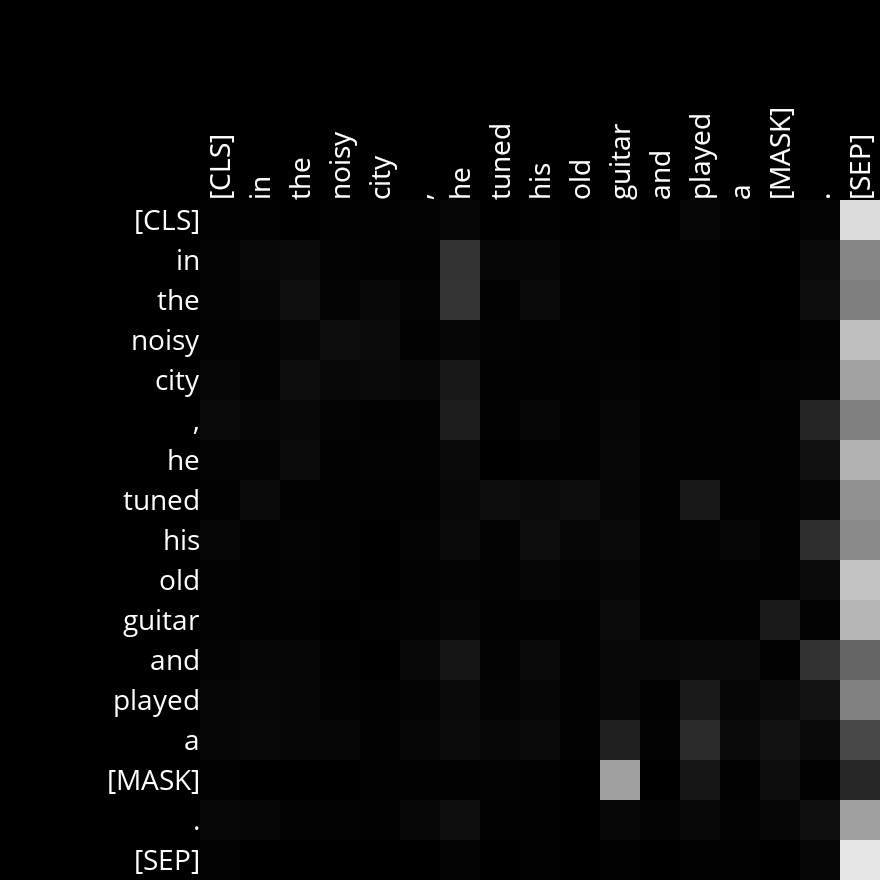 [CLS] in the noisy city , he tuned his old guitar and played a [MASK] . [SEP]
[CLS]
in
the
noisy
city
,
he
tuned
his
old
guitar
and
played
a
[MASK]
.
[SEP]